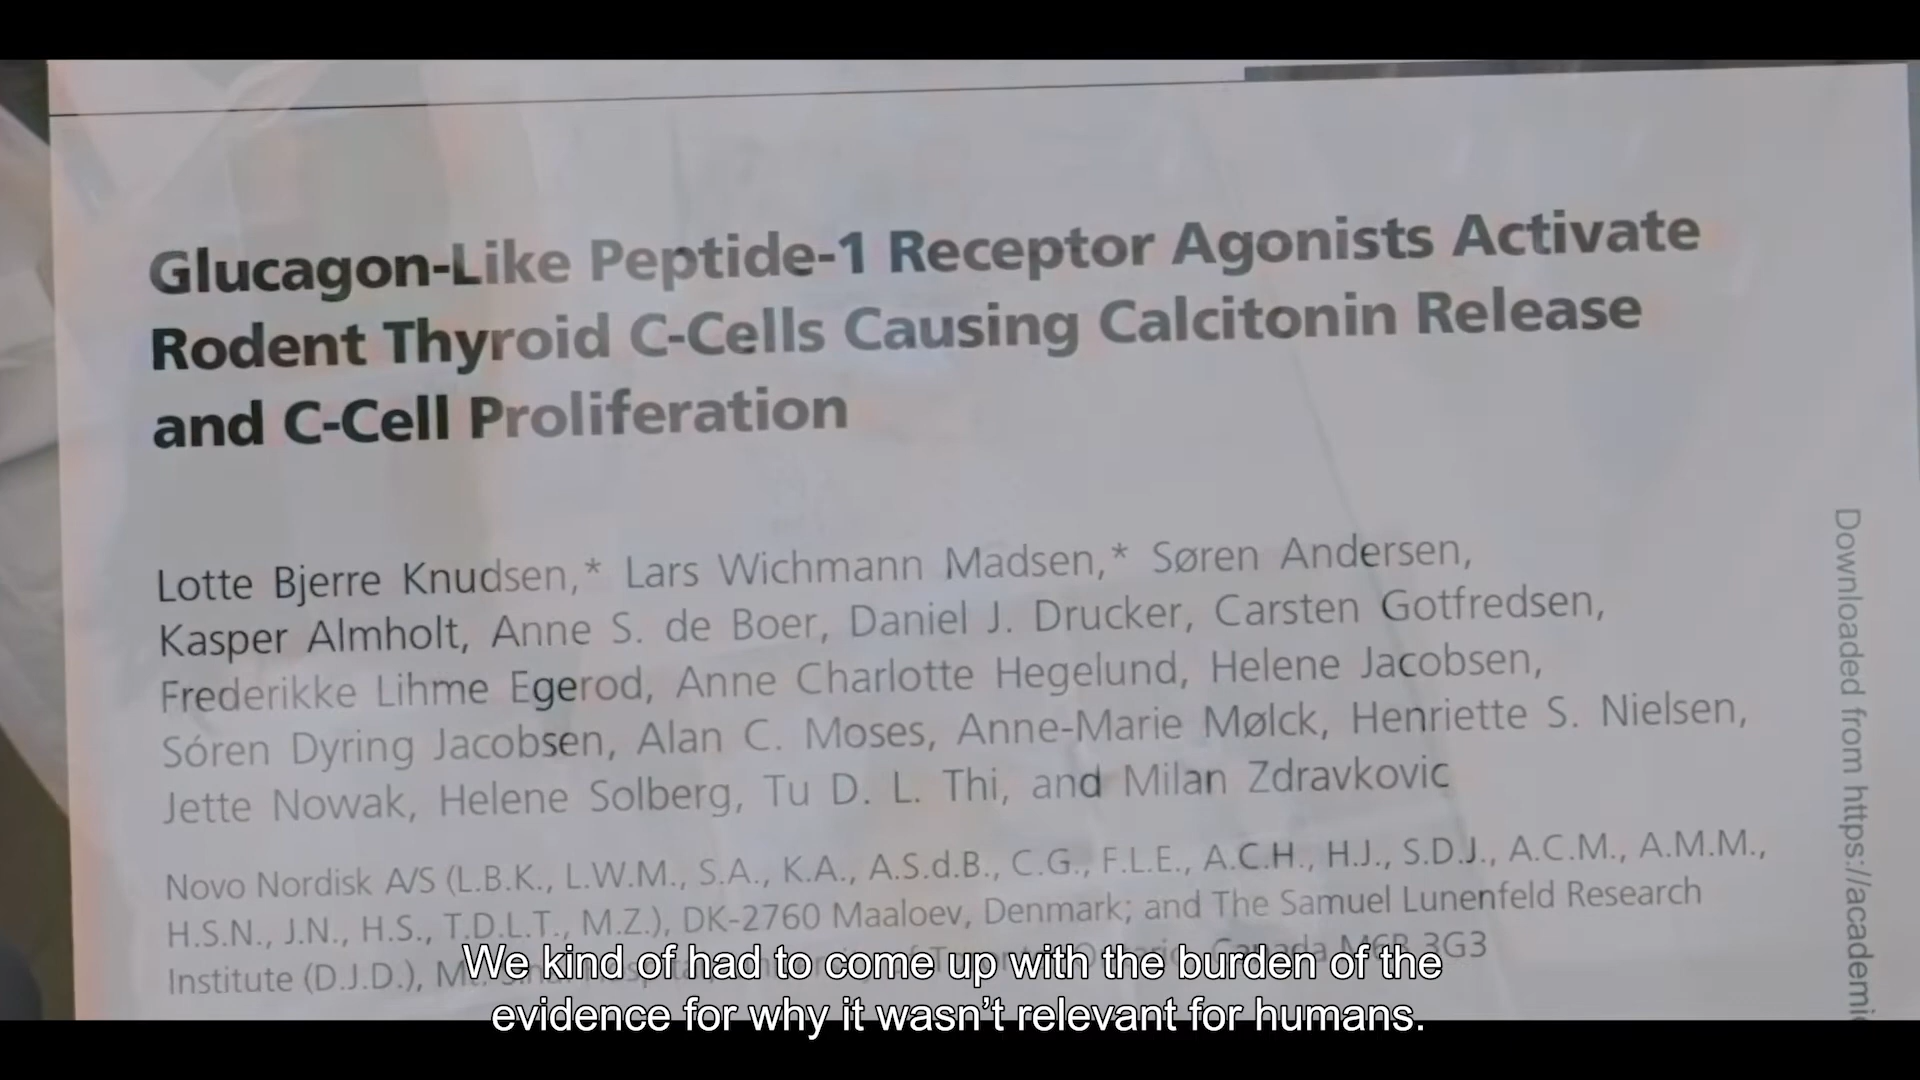 Glucagon-Like Peptide-1 Receptor Agonists Activate
Rodent Thyroid C-Cells Causing Calcitonin Release
and C-Cell Proliferation
Lotte Bjerre Knudsen,* Lars Wichmann Madsen,* Søren Andersen,
Kasper Almholt, Anne S. de Boer, Daniel J. Drucker, Carsten Gotfredsen,
Frederikke Lihme Egerod, Anne Charlotte Hegelund, Helene Jacobsen,
Sóren Dyring Jacobsen, Alan C. Moses, Anne-Marie Mølck, Henriette S. Nielsen,
Jette Nowak, Helene Solberg, Tu D. L. Thi, and Milan Zdravkovic
Novo Nordisk A/S (L.B.K., L.W.M., S.A., K.A., A.S.d.B., C.G., F.L.E., A.C.H., H.J., S.D.J., A.C.M., A.M.M.,
H.S.N., J.N., H.S., T.D.L.T., M.Z.), DK-2760 Maaloev, Denmark; and The Samuel Lunenfeld Research
Institute (D.J.D.), Canada M6B 3G3
Downloaded from https://academi
We kind of had to come up with the burden of the
evidence for why it wasn't relevant for humans.